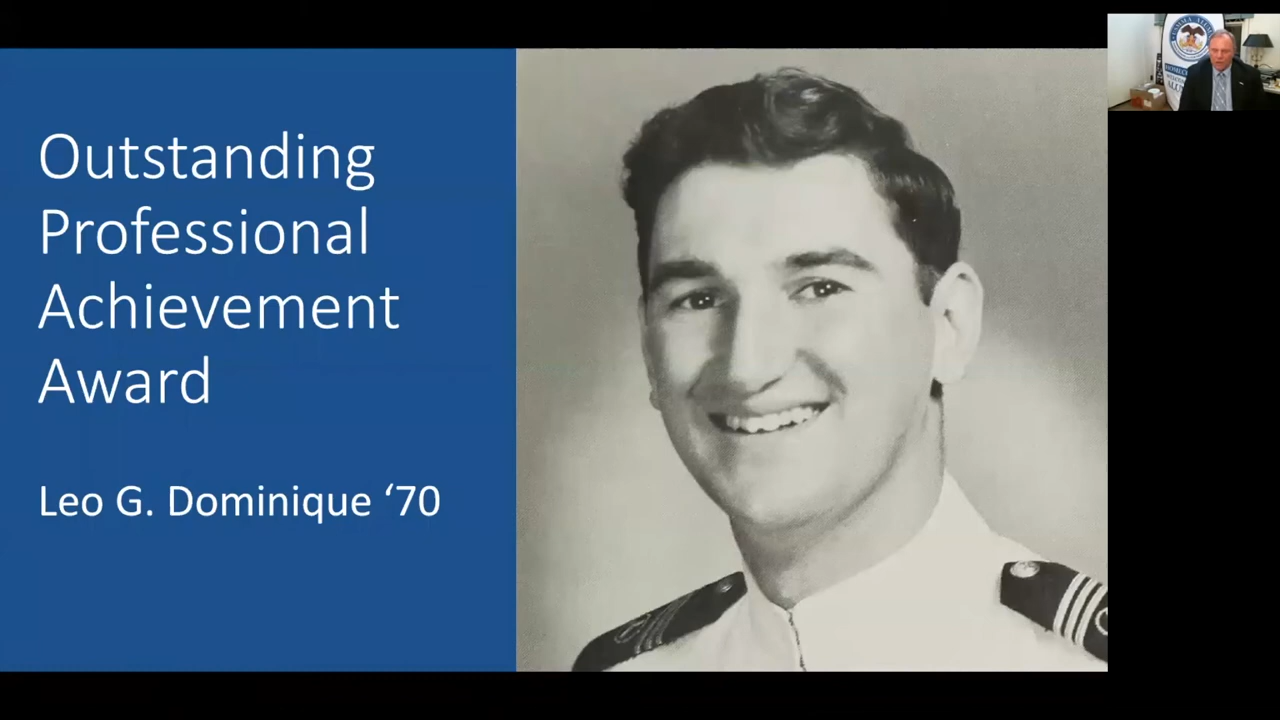 Outstanding
Professional
Achievement
Award
Leo G. Dominique ‘70